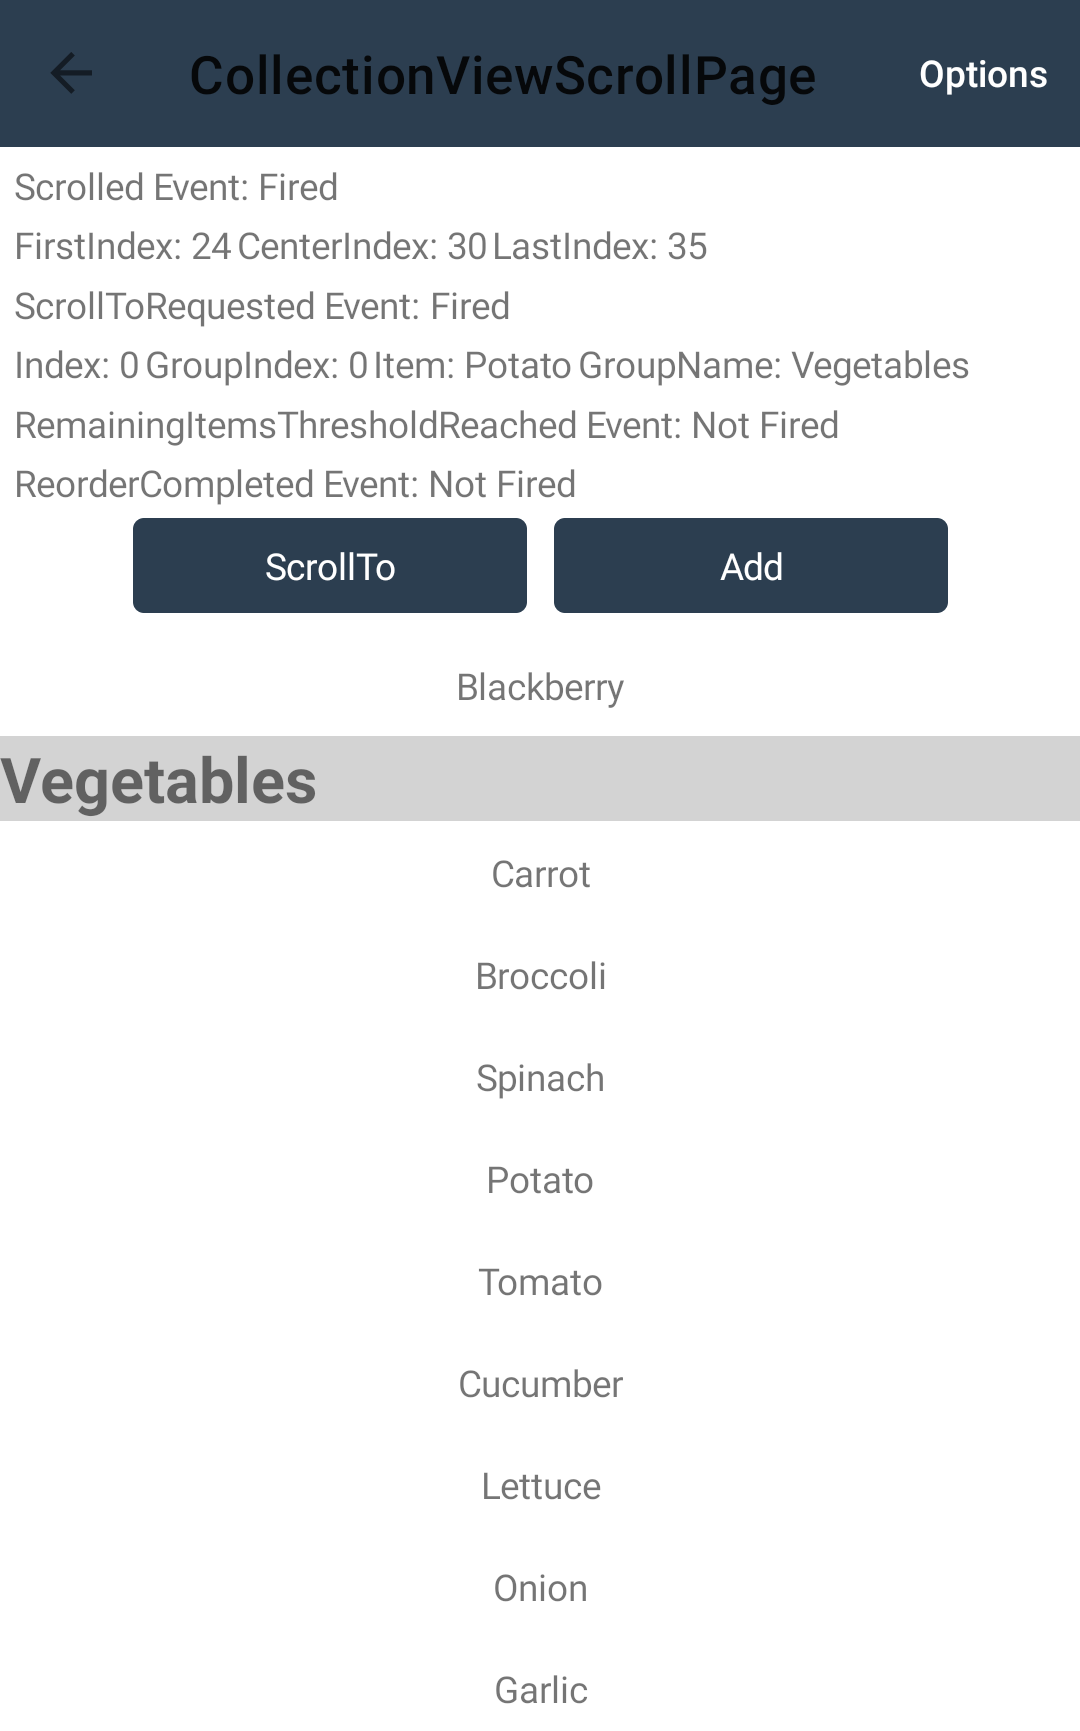 CollectionViewScrollPage Options
Scrolled Event: Fired
FirstIndex: 24 CenterIndex: 30 LastIndex: 35
ScrollToRequested Event: Fired
Index: 0 GroupIndex: 0 Item: Potato GroupName: Vegetables
RemainingItemsThresholdReached Event: Not Fired
ReorderCompleted Event: Not Fired
ScrollTo Add
Blackberry
Vegetables
Carrot
Broccoli
Spinach
Potato
Tomato
Cucumber
Lettuce
Onion
Garlic